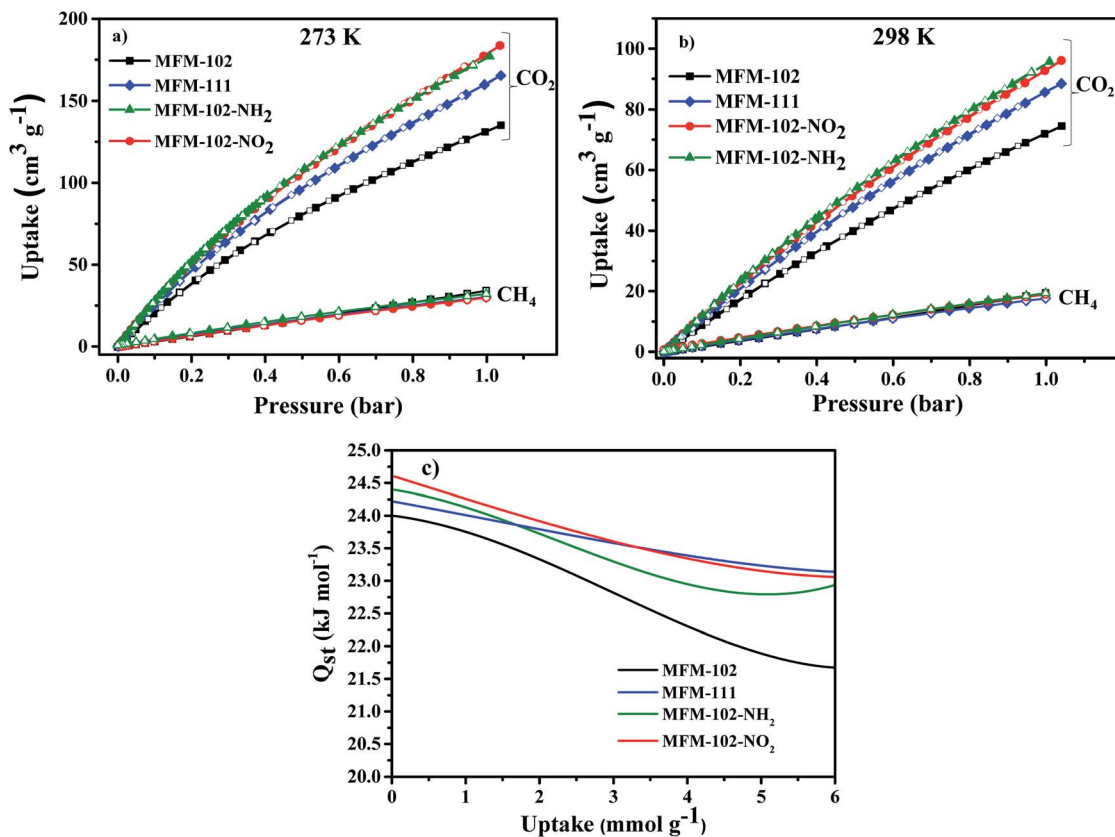 a)
273 K
MFM-102
MFM-111
MFM-102-NH2
MFM-102-NO2
CO2
CH4
200
150
100
50
0
0.0 0.2 0.4 0.6 0.8 1.0
Uptake (cm3 g-1)
Pressure (bar)
b)
298 K
MFM-102
MFM-111
MFM-102-NO2
MFM-102-NH2
CO2
CH4
100
80
60
40
20
0
0.0 0.2 0.4 0.6 0.8 1.0
Uptake (cm3 g-1)
Pressure (bar)
c)
25.0
24.5
24.0
23.5
23.0
22.5
22.0
21.5
21.0
20.5
20.0
0 1 2 3 4 5 6
Qst (kJ mol-1)
Uptake (mmol g-1)
MFM-102
MFM-111
MFM-102-NH2
MFM-102-NO2